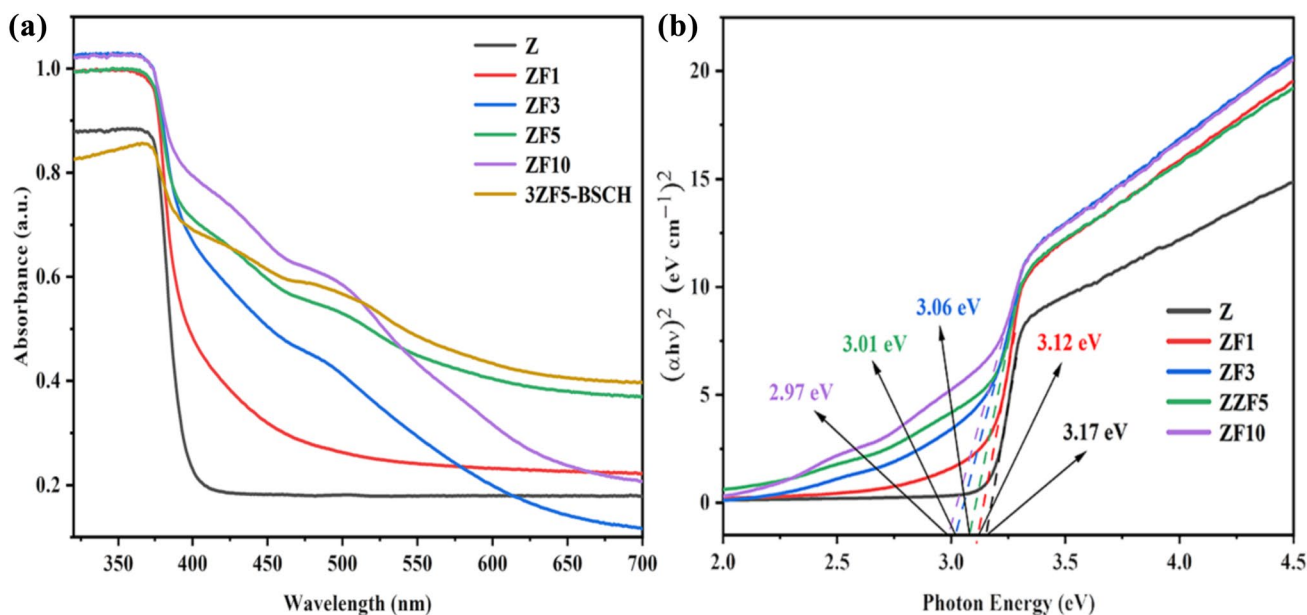 (a)
Absorbance (a.u.)
1.0
0.8
0.6
0.4
0.2
350
400
450
500
550
600
650
700
Wavelength (nm)
Z
ZF1
ZF3
ZF5
ZF10
3ZF5-BSCH
(b)
(αhν)² (eV cm⁻¹)²
20
15
10
5
0
2.0
2.5
3.0
3.5
4.0
4.5
Photon Energy (eV)
3.06 eV
3.01 eV
3.12 eV
2.97 eV
3.17 eV
Z
ZF1
ZF3
ZZF5
ZF10